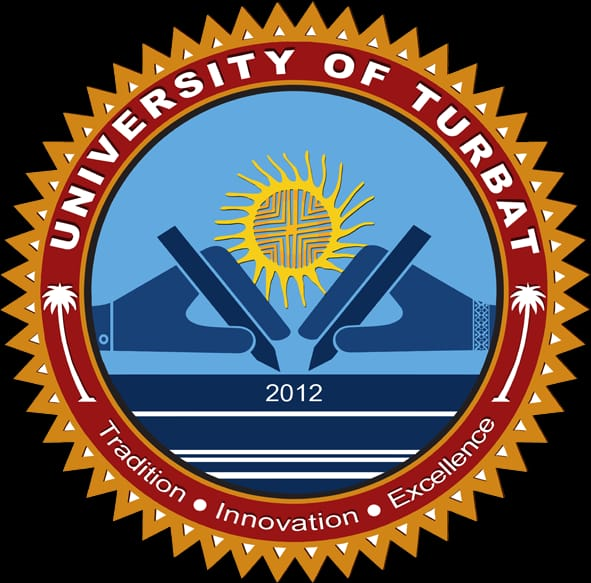 UNIVERSITY OF TURBAT
2012
Tradition • Innovation • Excellence